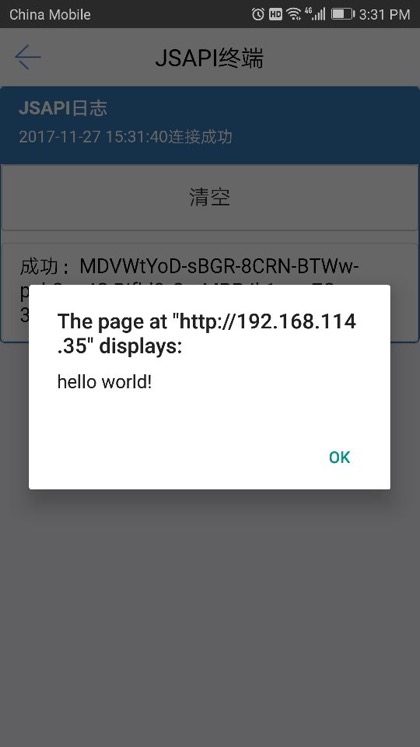 China Mobile
HD 4G 3:31 PM
JSAPI终端
JSAPI日志
2017-11-27 15:31:40连接成功
清空
成功：MDVWtYoD-sBGR-8CRN-BTWw-
The page at "http://192.168.114
.35" displays:
hello world!
OK